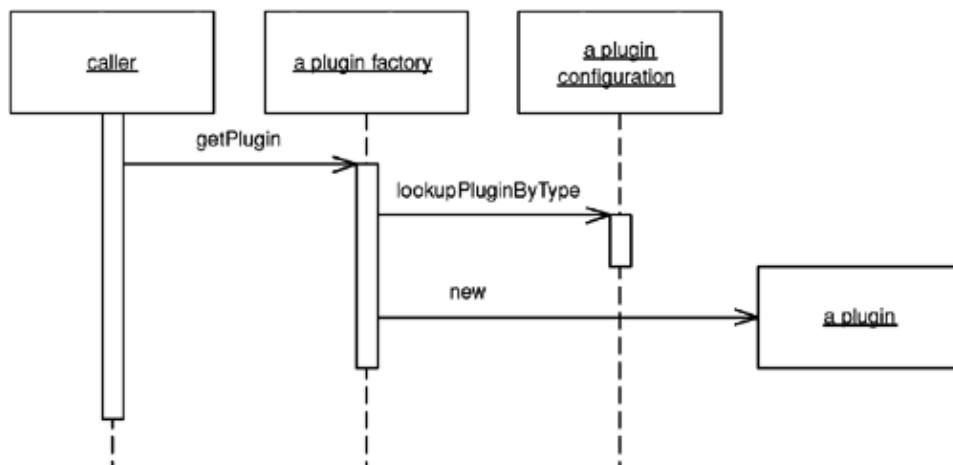 caller
a plugin factory
a plugin
configuration
getPlugin
lookupPluginByType
new
a plugin